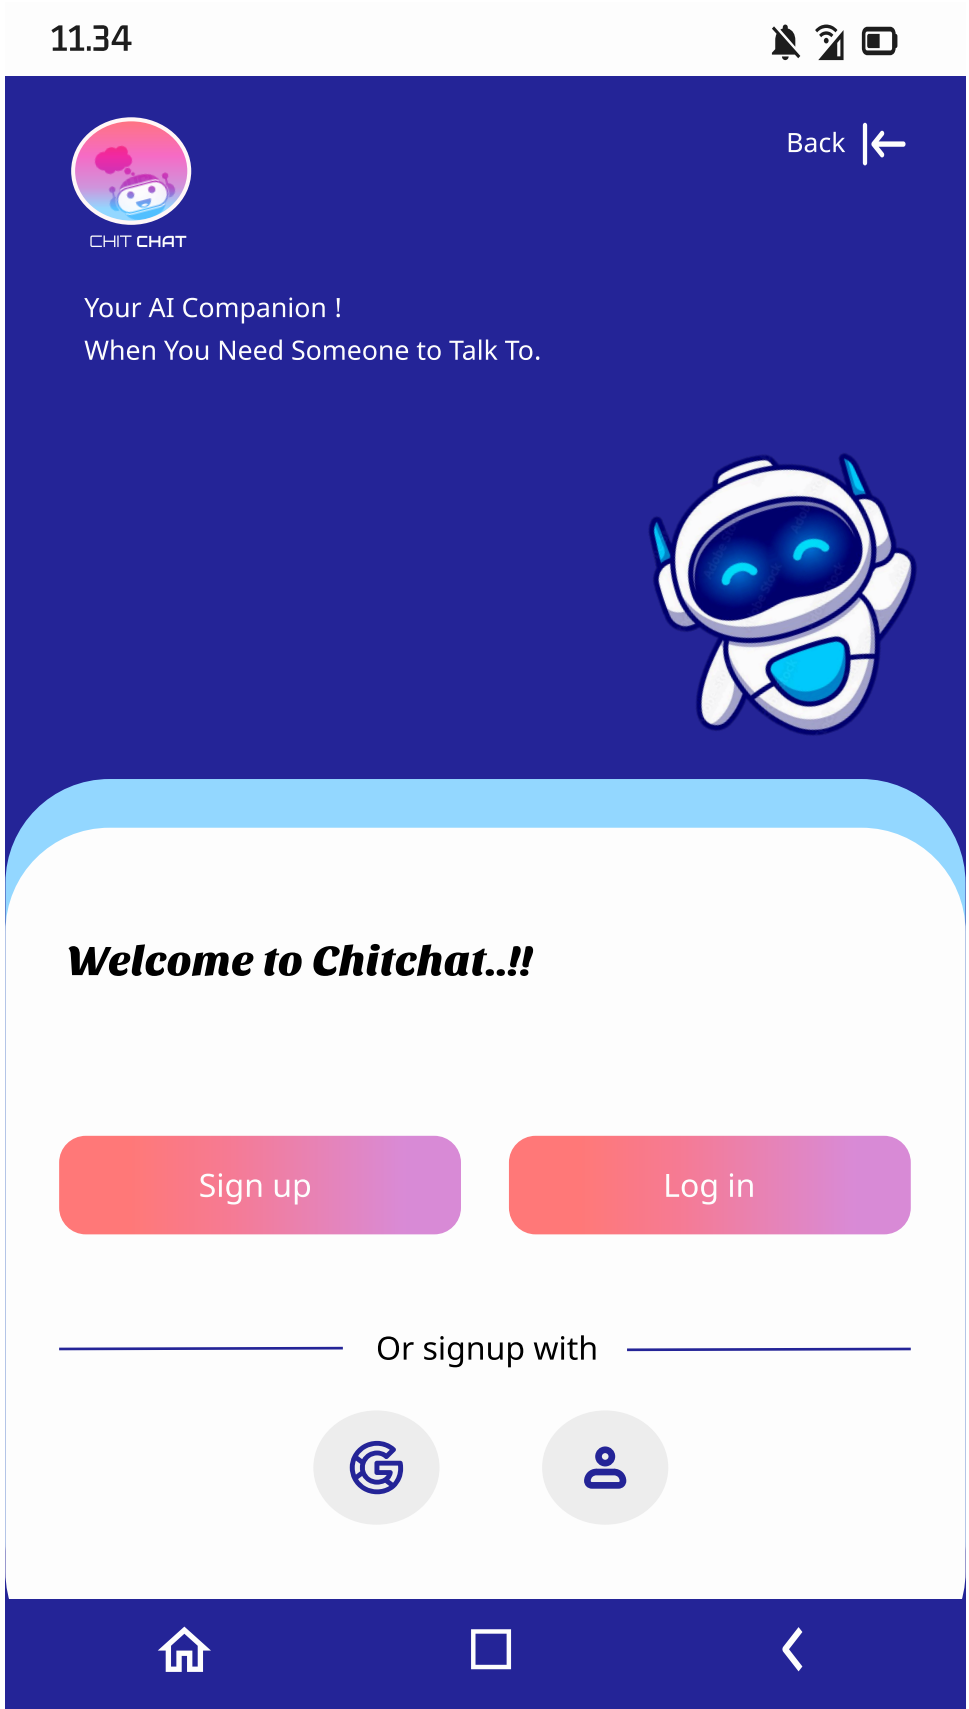 11.34
Back
CHIT CHAT
Your AI Companion !
When You Need Someone to Talk To.
Welcome to Chitchat..!!
Sign up
Log in
Or signup with